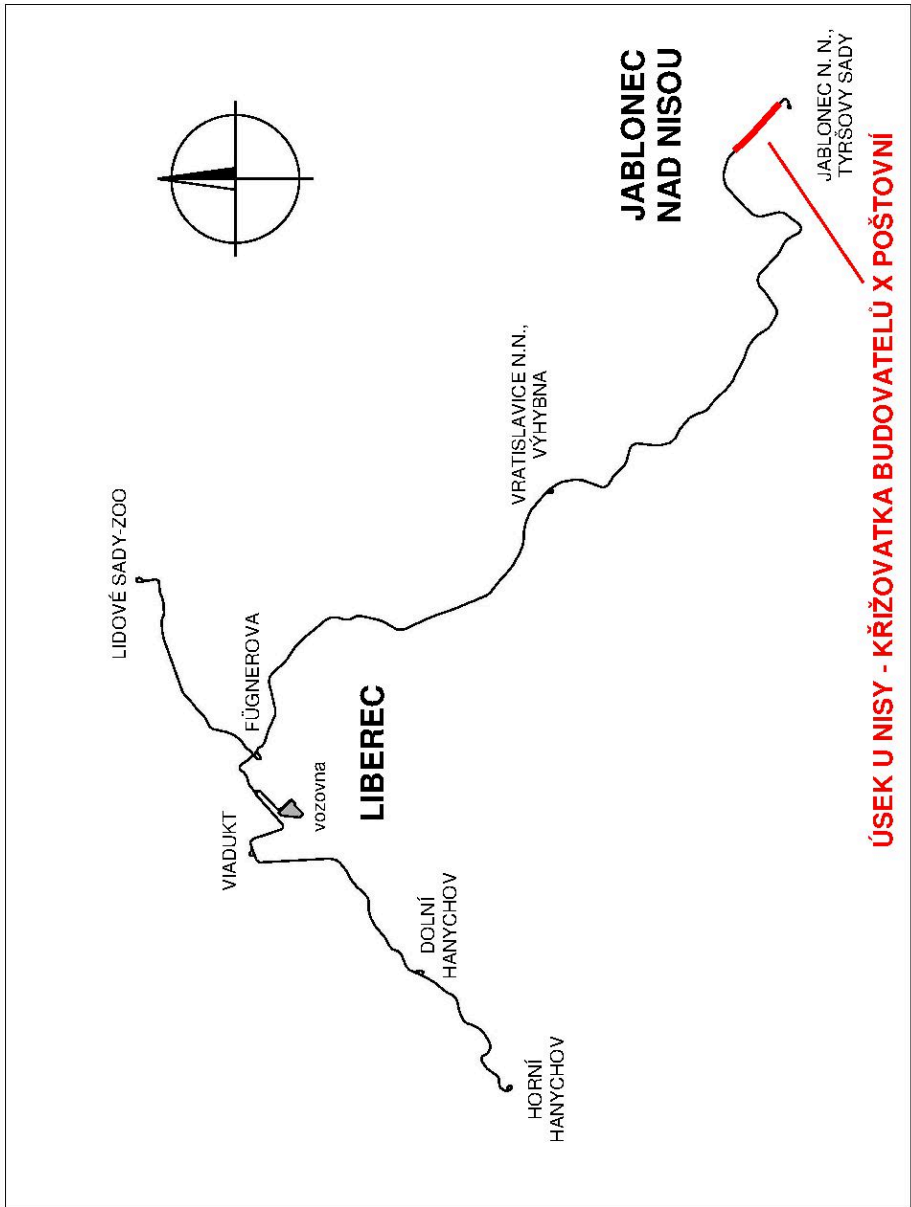 LIDOVÉ SADY-ZOO
FÜGNEROVA
VIADUKT
vozovna
LIBEREC
DOLNÍ
HANYCHOV
HORNÍ
HANYCHOV
VRATISLAVICE N.N.,
VÝHYBNA
JABLONEC
NAD NISOU
JABLONEC N. N.,
TYRŠOVY SADY
ÚSEK U NISY - KŘIŽOVATKA BUDOVATELŮ X POŠTOVNÍ